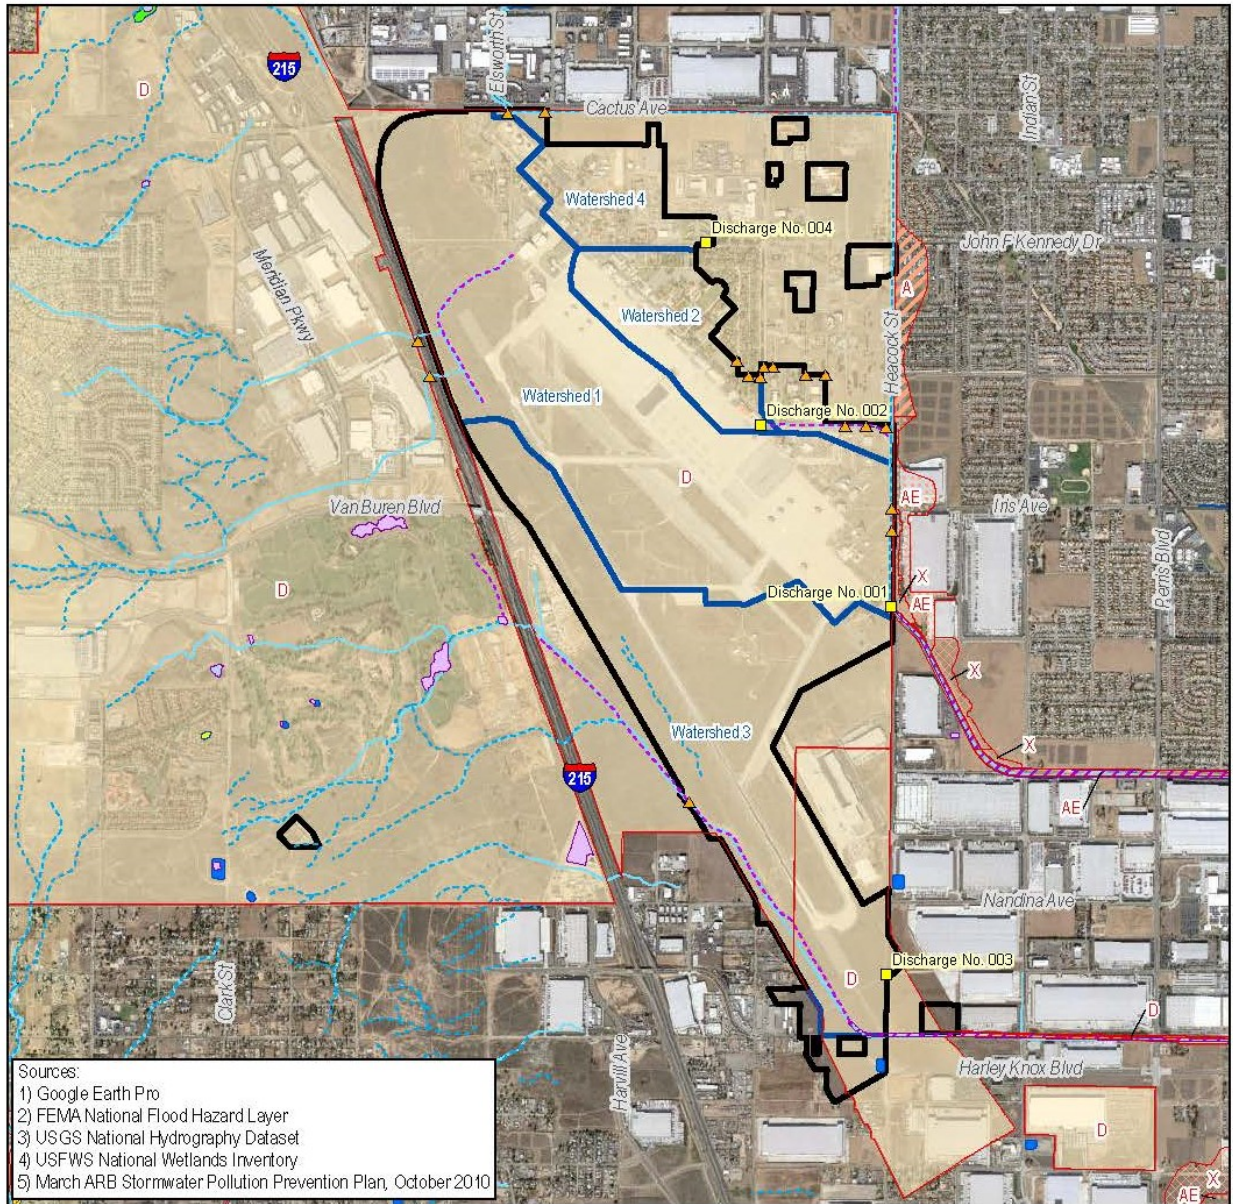 Elsworth St
215
D
Cactus Ave
Indian St
Watershed 4
Discharge No. 004
John F Kennedy Dr
Meridian Pkwy
A
Watershed 2
Heacock St
Watershed 1
Discharge No. 002
D
AE
Van Buren Blvd
Iris Ave
Perris Blvd
D
X
Discharge No. 001
AE
X
Watershed 3
X
215
AE
Nandina Ave
Clark St
Discharge No. 003
D
D
Harvill Ave
Harley Knox Blvd
D
X
AE
Sources:
1) Google Earth Pro
2) FEMA National Flood Hazard Layer
3) USGS National Hydrography Dataset
4) USFWS National Wetlands Inventory
5) March ARB Stormwater Pollution Prevention Plan, October 2010